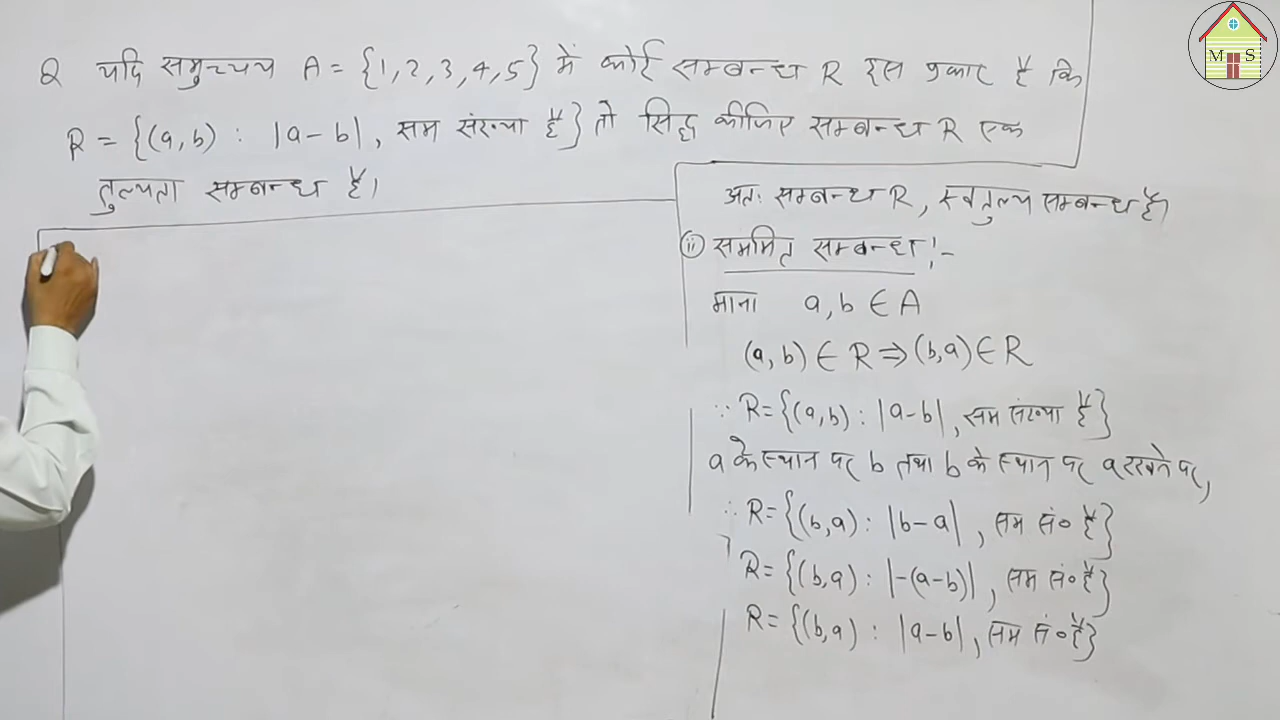 Q यदि समुच्चय A = {1, 2, 3, 4, 5} में कोई सम्बन्ध R इस प्रकार है कि
R = {(a, b) : |a - b|, सम संख्या है} तो सिद्ध कीजिए सम्बन्ध R एक
तुल्यता सम्बन्ध है।
अतः सम्बन्ध R, स्वतुल्य सम्बन्ध है।
(ii) सममित सम्बन्ध :-
माना a, b ∈ A
(a, b) ∈ R ⇒ (b, a) ∈ R
∵ R = {(a, b) : |a - b|, सम संख्या है}
a के स्थान पर b तथा b के स्थान पर a रखने पर,
∴ R = {(b, a) : |b - a|, सम सं० है}
R = {(b, a) : |-(a-b)|, सम सं० है}
R = {(b, a) : |a-b|, सम सं० है}
M S